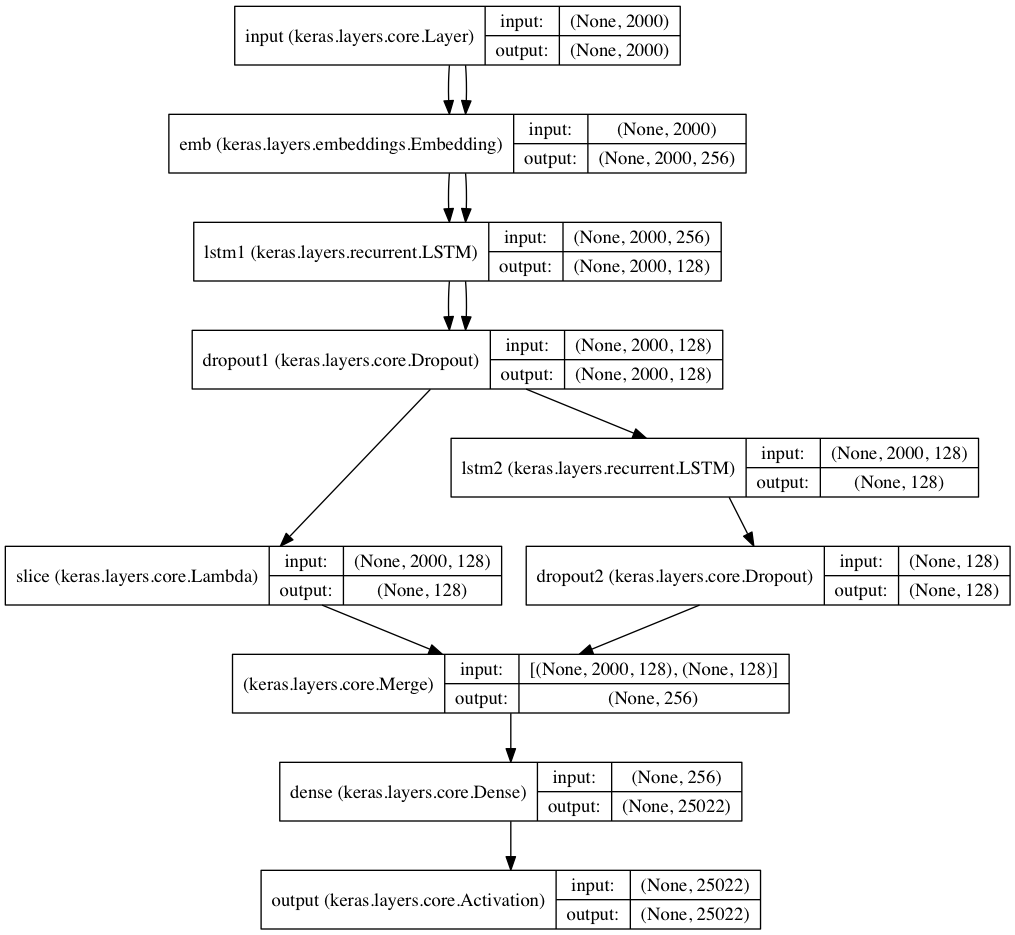 input (keras.layers.core.Layer) input: (None, 2000)
output: (None, 2000)
emb (keras.layers.embeddings.Embedding) input: (None, 2000)
output: (None, 2000, 256)
lstm1 (keras.layers.recurrent.LSTM) input: (None, 2000, 256)
output: (None, 2000, 128)
dropout1 (keras.layers.core.Dropout) input: (None, 2000, 128)
output: (None, 2000, 128)
lstm2 (keras.layers.recurrent.LSTM) input: (None, 2000, 128)
output: (None, 128)
slice (keras.layers.core.Lambda) input: (None, 2000, 128)
output: (None, 128)
dropout2 (keras.layers.core.Dropout) input: (None, 128)
output: (None, 128)
(keras.layers.core.Merge) input: [(None, 2000, 128), (None, 128)]
output: (None, 256)
dense (keras.layers.core.Dense) input: (None, 256)
output: (None, 25022)
output (keras.layers.core.Activation) input: (None, 25022)
output: (None, 25022)